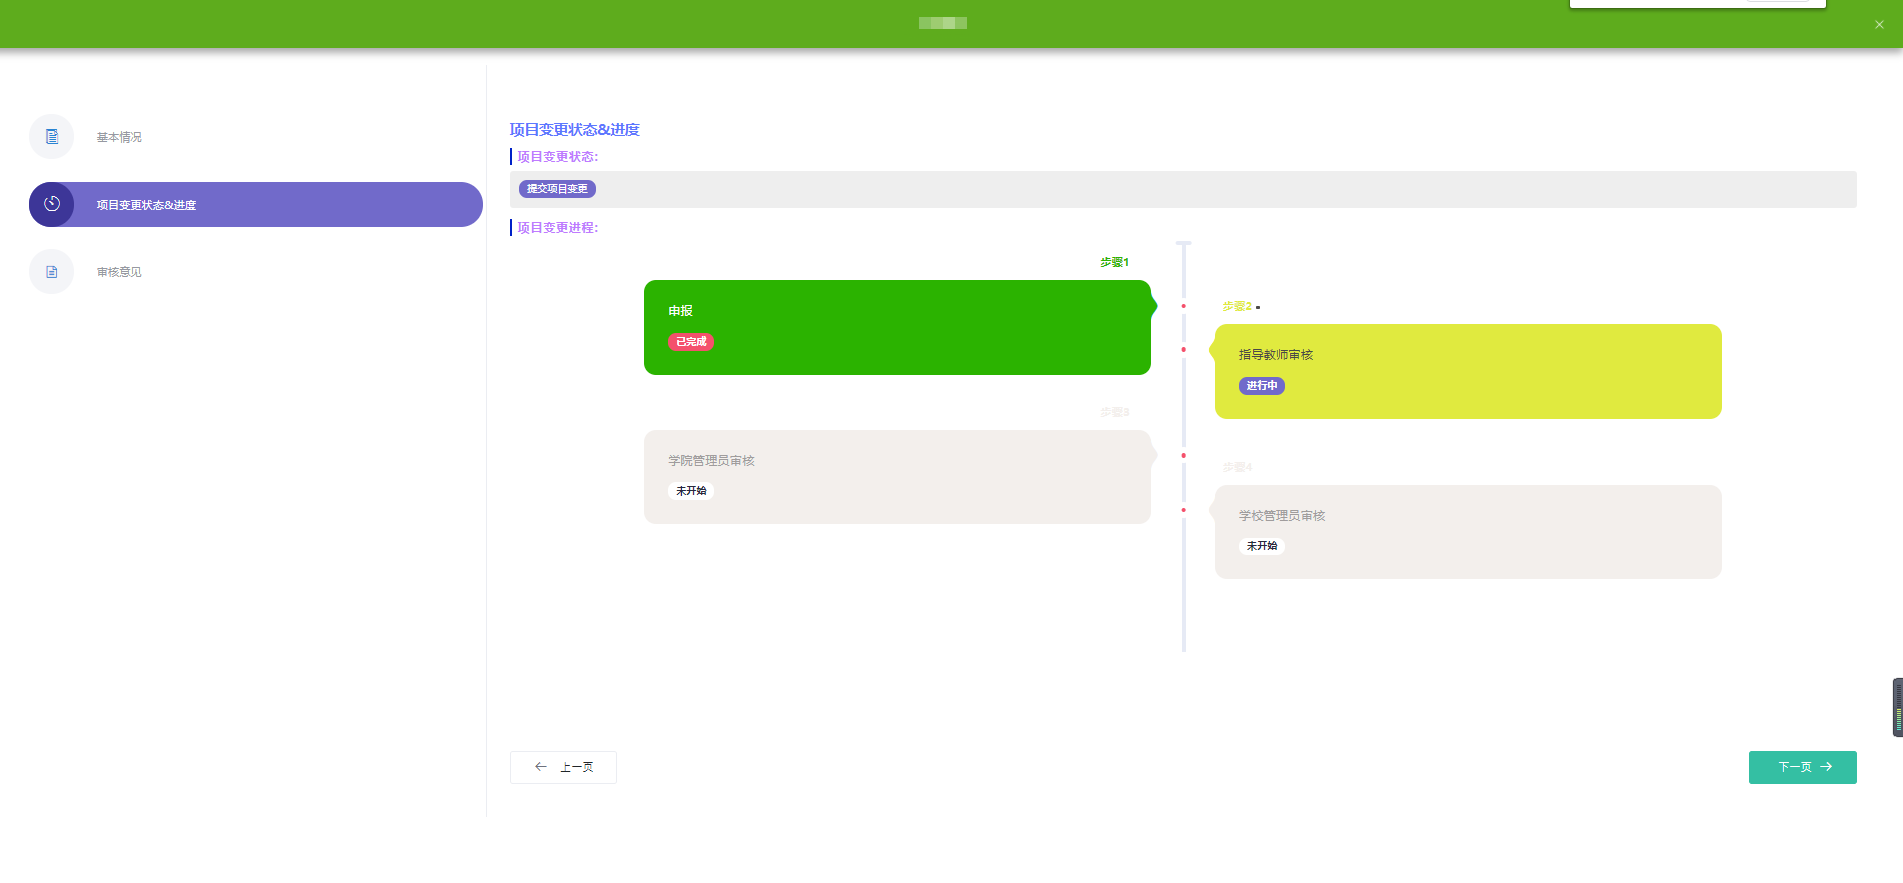 基本情况
项目变更状态&进度
审核意见
项目变更状态&进度
项目变更状态:
提交项目变更
项目变更进程:
步骤1
申报
已完成
步骤2
指导教师审核
进行中
步骤3
学院管理员审核
未开始
步骤4
学校管理员审核
未开始
上一页
下一页